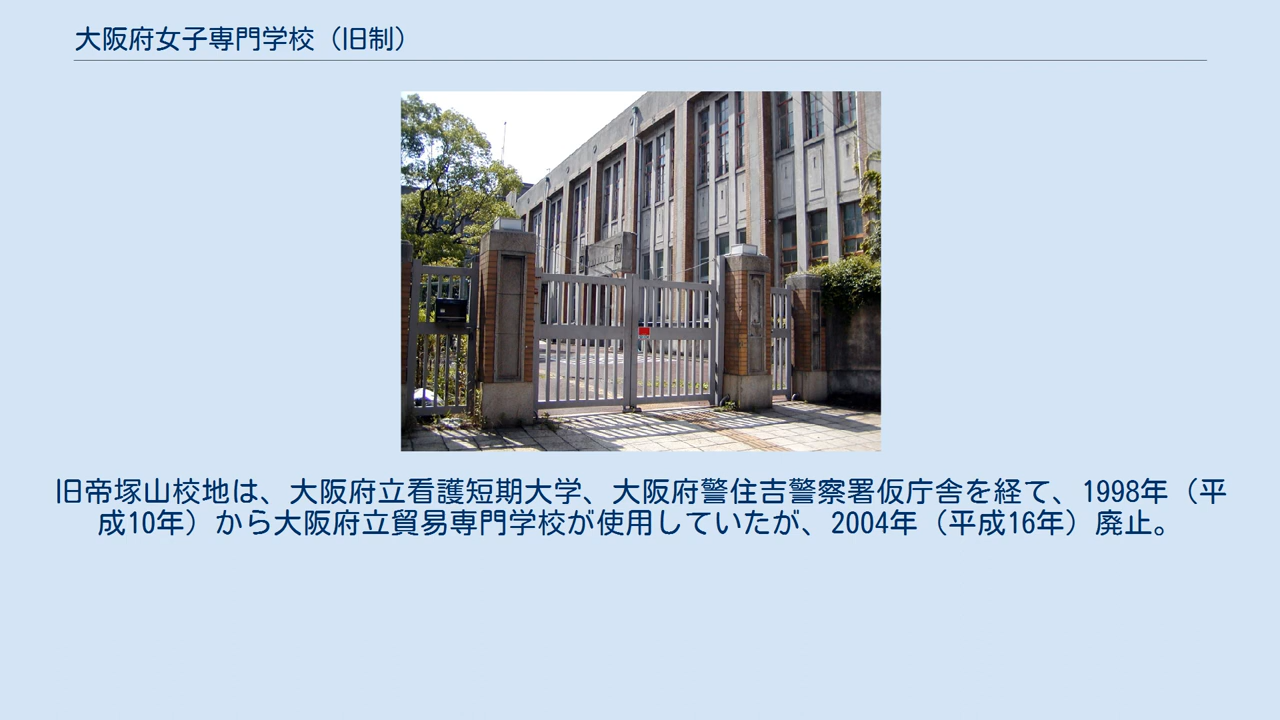 大阪府女子専門学校（旧制）
旧帝塚山校地は、大阪府立看護短期大学、大阪府警住吉警察署仮庁舎を経て、1998年（平
成10年）から大阪府立貿易専門学校が使用していたが、2004年（平成16年）廃止。